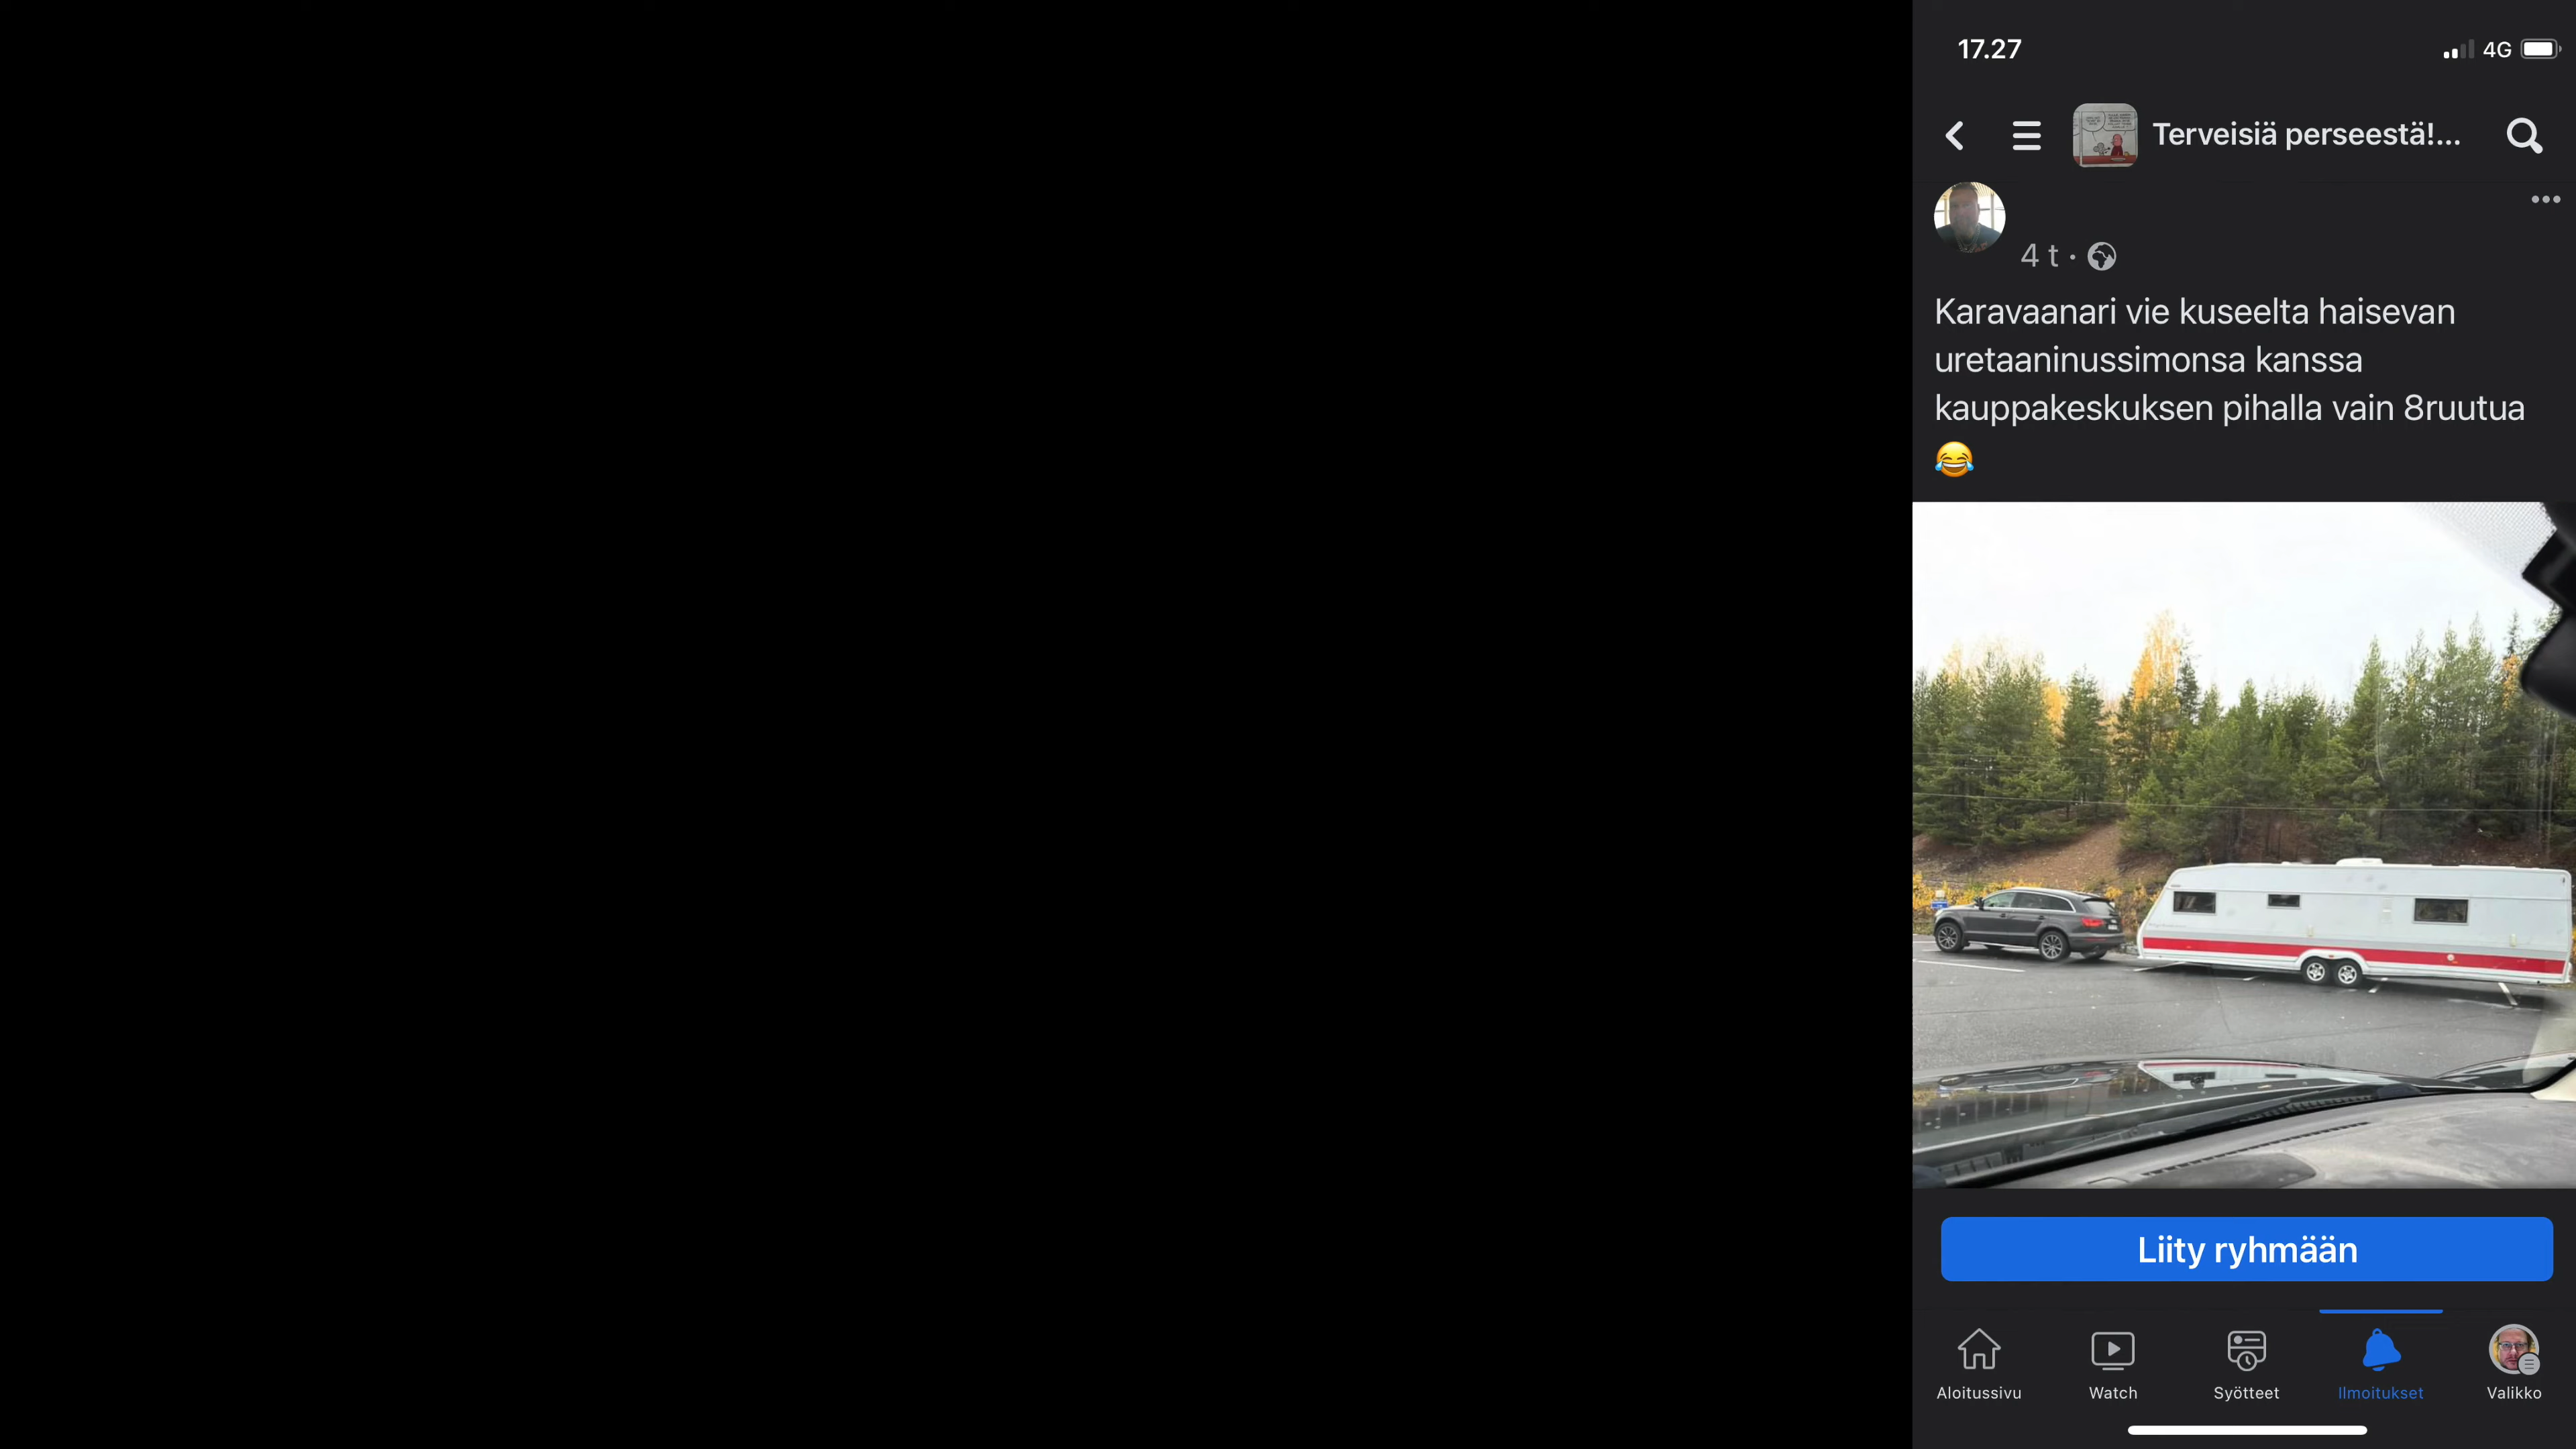 17.27
4G
Terveisiä perseestä!...
4 t ·
Karavaanari vie kuseelta haisevan
uretaaninussimonsa kanssa
kauppakeskuksen pihalla vain 8ruutua
😂
Liity ryhmään
Aloitussivu
Watch
Syötteet
Ilmoitukset
Valikko